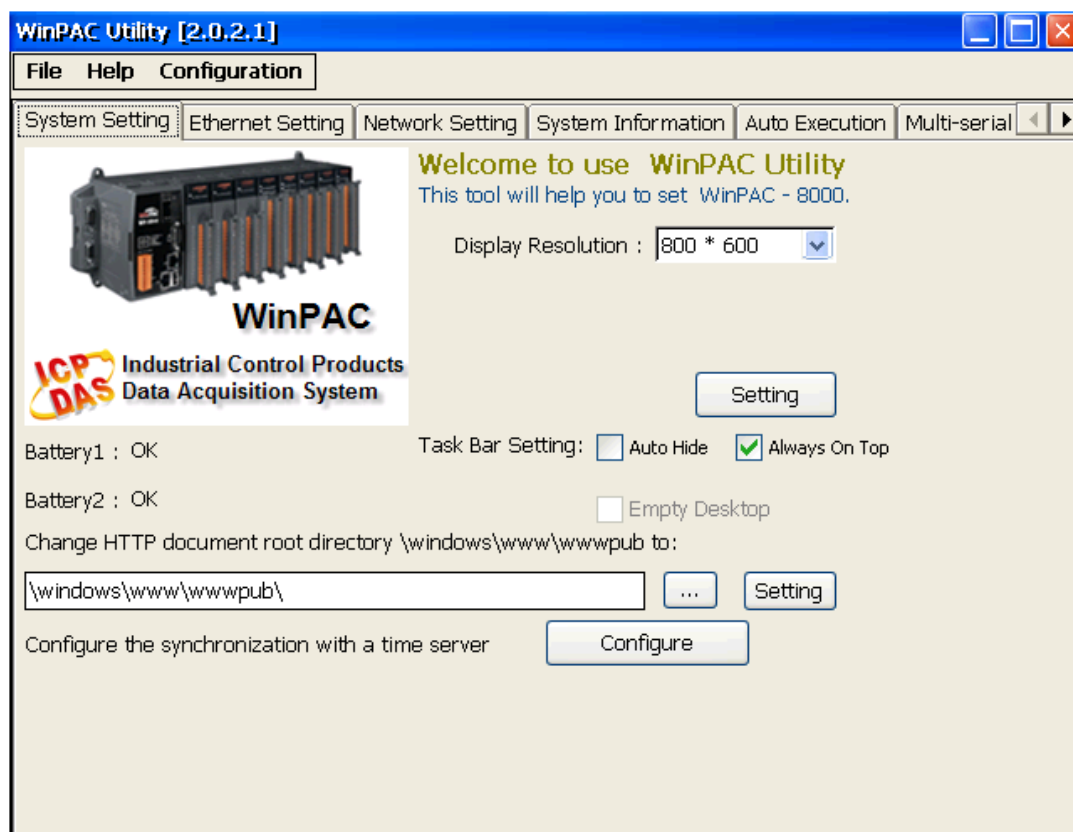 WinPAC Utility [2.0.2.1]
File Help Configuration
System Setting Ethernet Setting Network Setting System Information Auto Execution Multi-serial
Welcome to use WinPAC Utility
This tool will help you to set WinPAC - 8000.
Display Resolution : 800 * 600
WinPAC
ICP DAS
Industrial Control Products
Data Acquisition System
Setting
Battery1 : OK
Task Bar Setting: Auto Hide Always On Top
Battery2 : OK
Empty Desktop
Change HTTP document root directory \windows\www\wwwpub to:
\windows\www\wwwpub\ ... Setting
Configure the synchronization with a time server Configure